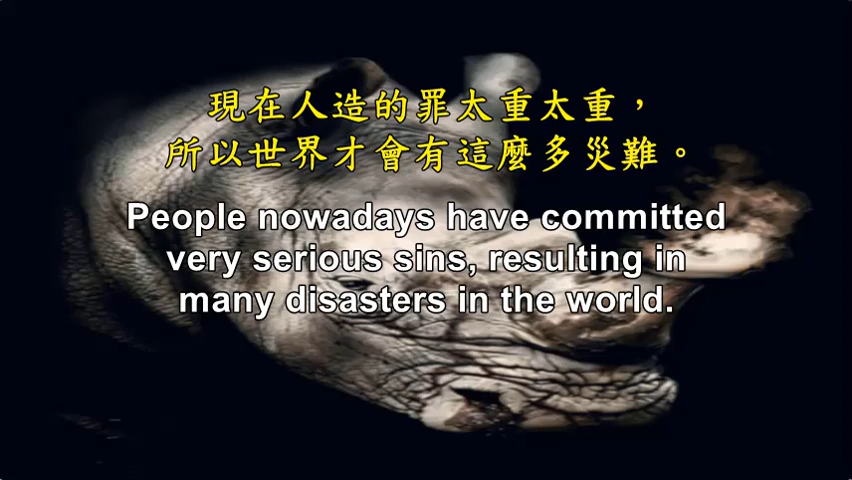 現在人造的罪太重太重，
所以世界才會有這麼多災難。
People nowadays have committed
very serious sins, resulting in
many disasters in the world.